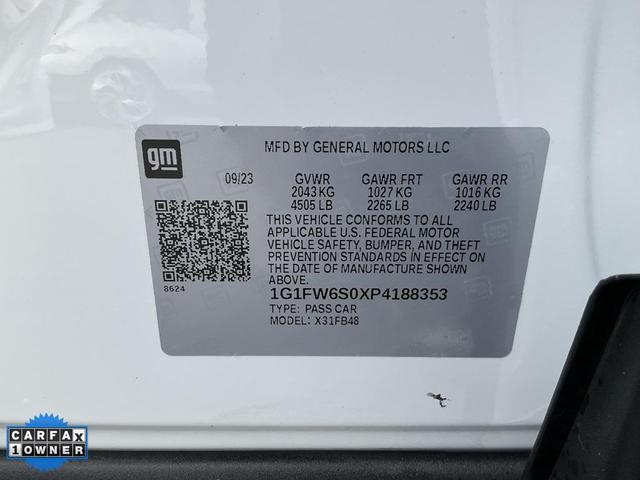 gm
MFD BY GENERAL MOTORS LLC
09/23 GVWR GAWR FRT GAWR RR
2043 KG 1027 KG 1016 KG
4505 LB 2265 LB 2240 LB
THIS VEHICLE CONFORMS TO ALL
APPLICABLE U.S. FEDERAL MOTOR
VEHICLE SAFETY, BUMPER, AND THEFT
PREVENTION STANDARDS IN EFFECT ON
THE DATE OF MANUFACTURE SHOWN
ABOVE.
8624
1G1FW6S0XP4188353
TYPE: PASS CAR
MODEL: X31FB48
CARFAX
1 OWNER